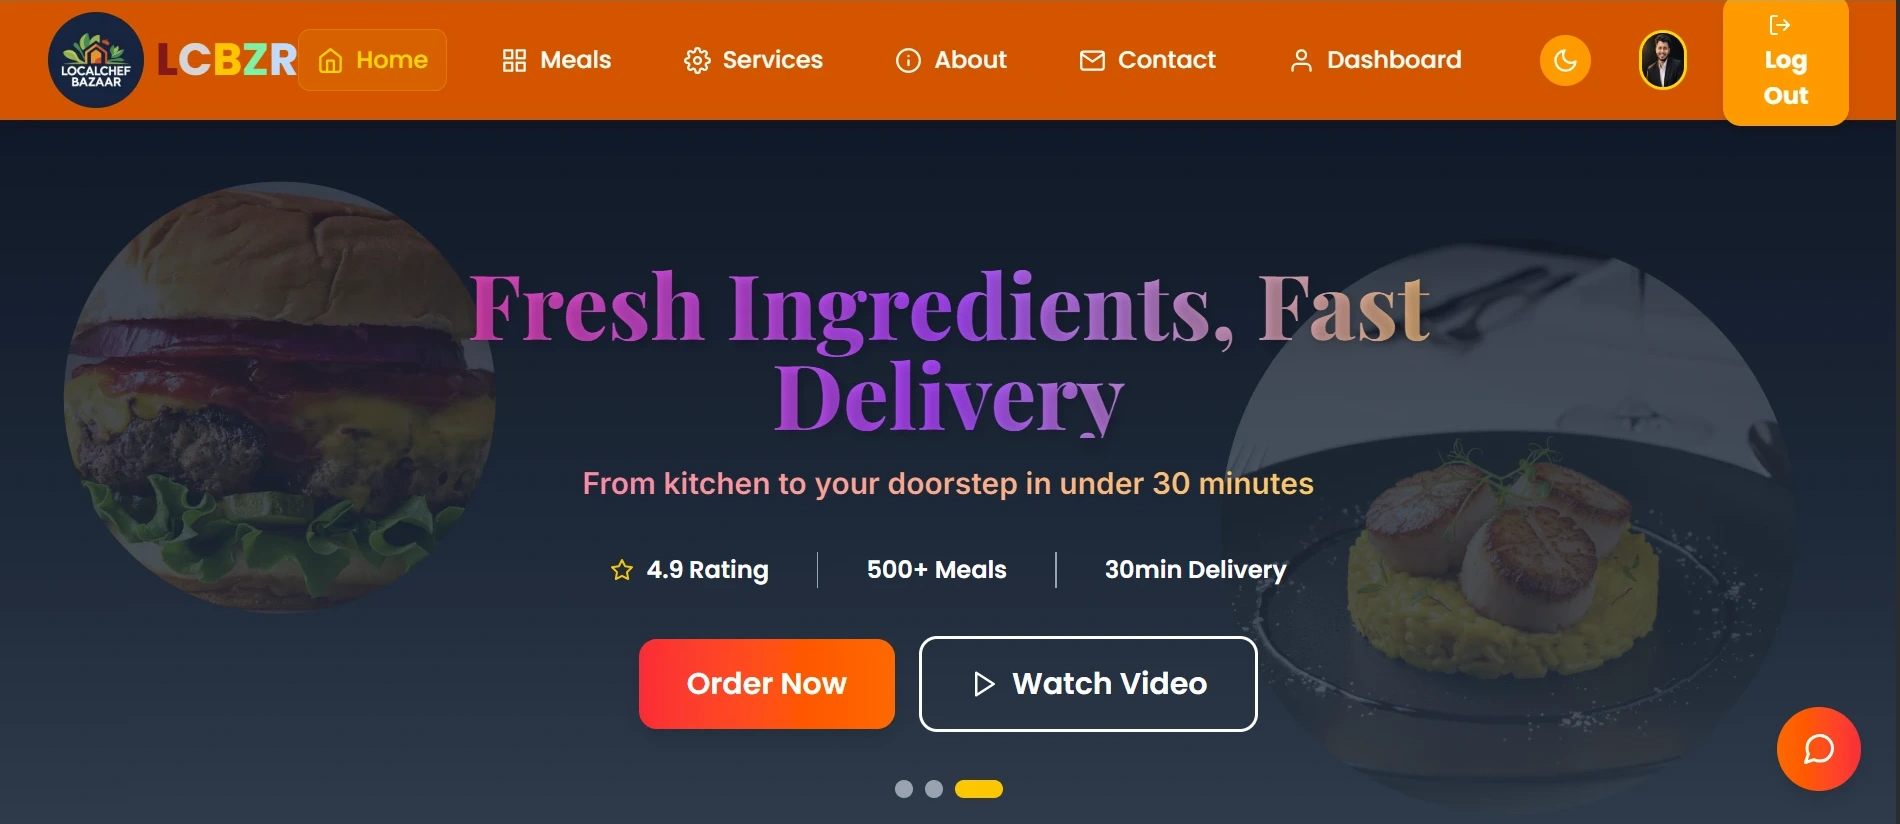 LOCALCHEF
BAZAAR
LCBZR
Home
Meals
Services
About
Contact
Dashboard
Log
Out
Fresh Ingredients, Fast
Delivery
From kitchen to your doorstep in under 30 minutes
4.9 Rating
500+ Meals
30min Delivery
Order Now
Watch Video